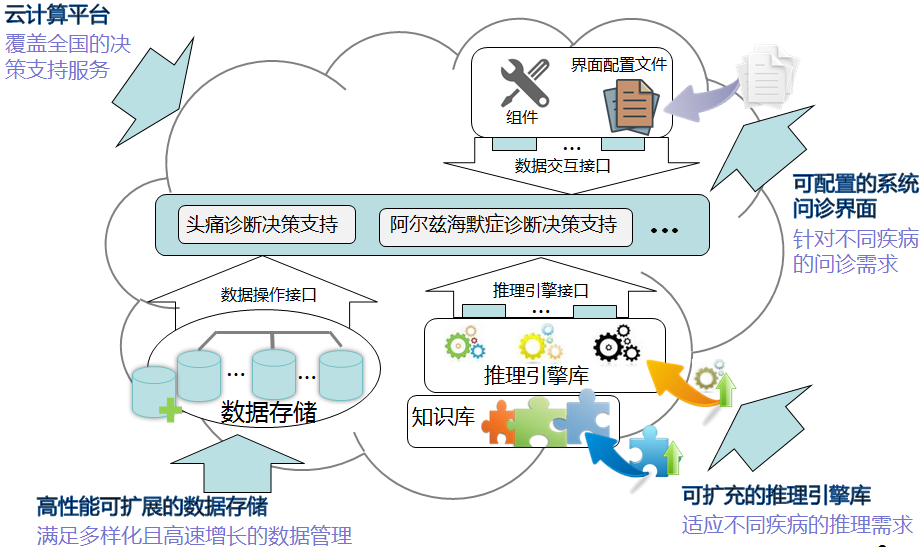 云计算平台
覆盖全国的决
策支持服务
界面配置文件
组件
...
数据交互接口
可配置的系统
问诊界面
针对不同疾病
的问诊需求
头痛诊断决策支持
阿尔兹海默症诊断决策支持
...
数据操作接口
推理引擎接口
...
... ...
推理引擎库
数据存储
知识库
高性能可扩展的数据存储
满足多样化且高速增长的数据管理
可扩充的推理引擎库
适应不同疾病的推理需求